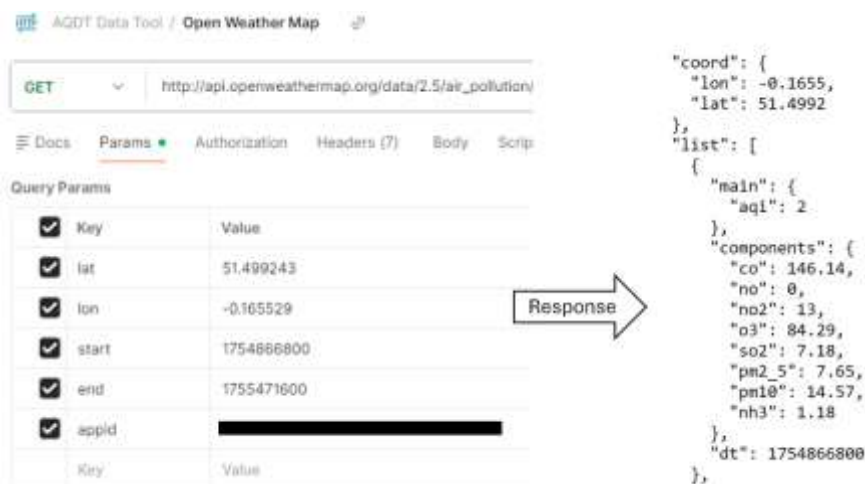 AQDT Data Tool / Open Weather Map
GET
http://api.openweathermap.org/data/2.5/air_pollution/
Docs
Params
Authorization
Headers (7)
Body
Scrip
Query Params
Key
Value
lat
51.499243
lon
-0.165529
start
1754866800
end
1755471600
appid
Key
Value
Response
"coord": {
"lon": -0.1655,
"lat": 51.4992
},
"list": [
{
"main": {
"aqi": 2
},
"components": {
"co": 146.14,
"no": 0,
"no2": 13,
"o3": 84.29,
"so2": 7.18,
"pm2_5": 7.65,
"pm10": 14.57,
"nh3": 1.18
},
"dt": 1754866800
},